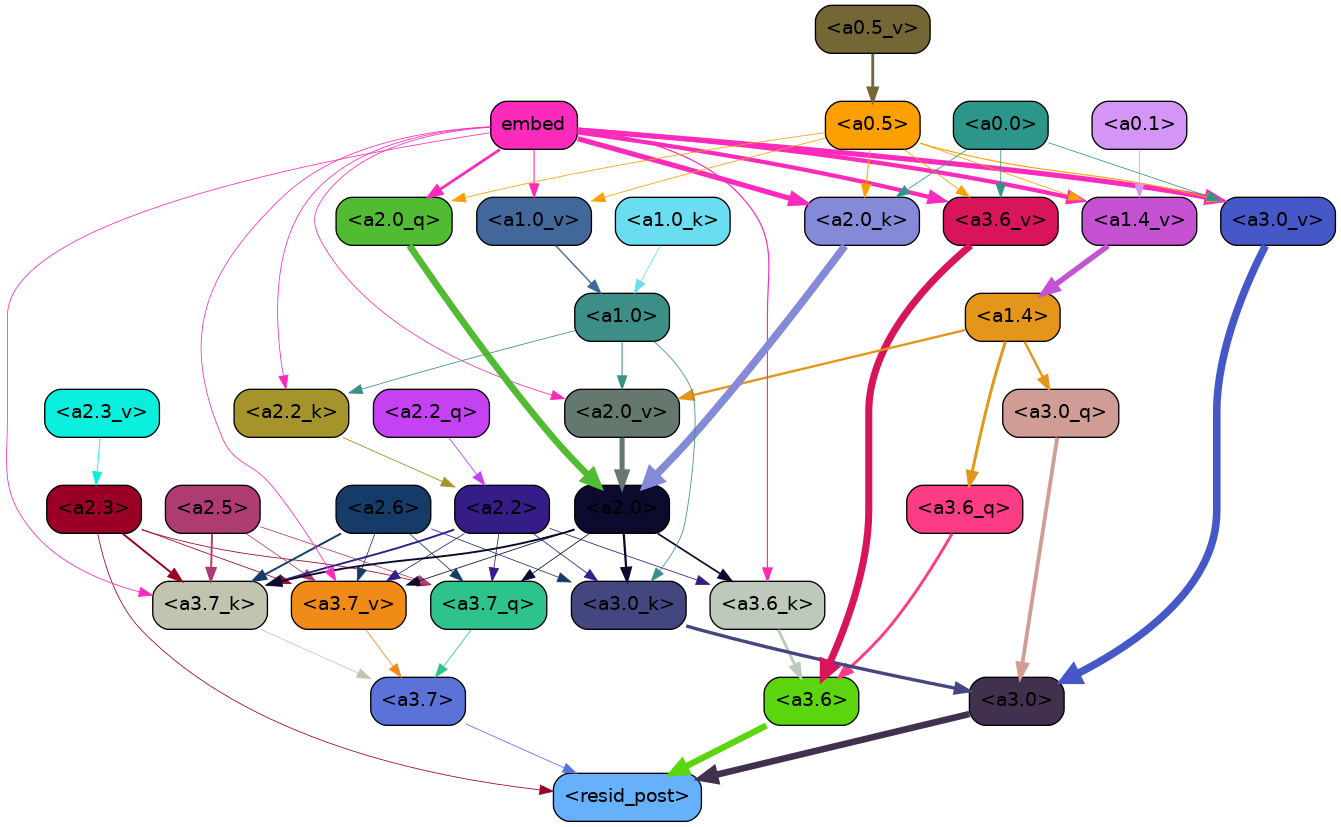 <a0.5_v>
embed
<a0.5>
<a0.0>
<a0.1>
<a2.0_q>
<a1.0_v>
<a1.0_k>
<a2.0_k>
<a3.6_v>
<a1.4_v>
<a3.0_v>
<a1.0>
<a1.4>
<a2.3_v>
<a2.2_k>
<a2.2_q>
<a2.0_v>
<a3.0_q>
<a2.3>
<a2.5>
<a2.6>
<a2.2>
<a2.0>
<a3.6_q>
<a3.7_k>
<a3.7_v>
<a3.7_q>
<a3.0_k>
<a3.6_k>
<a3.7>
<a3.6>
<a3.0>
<resid_post>